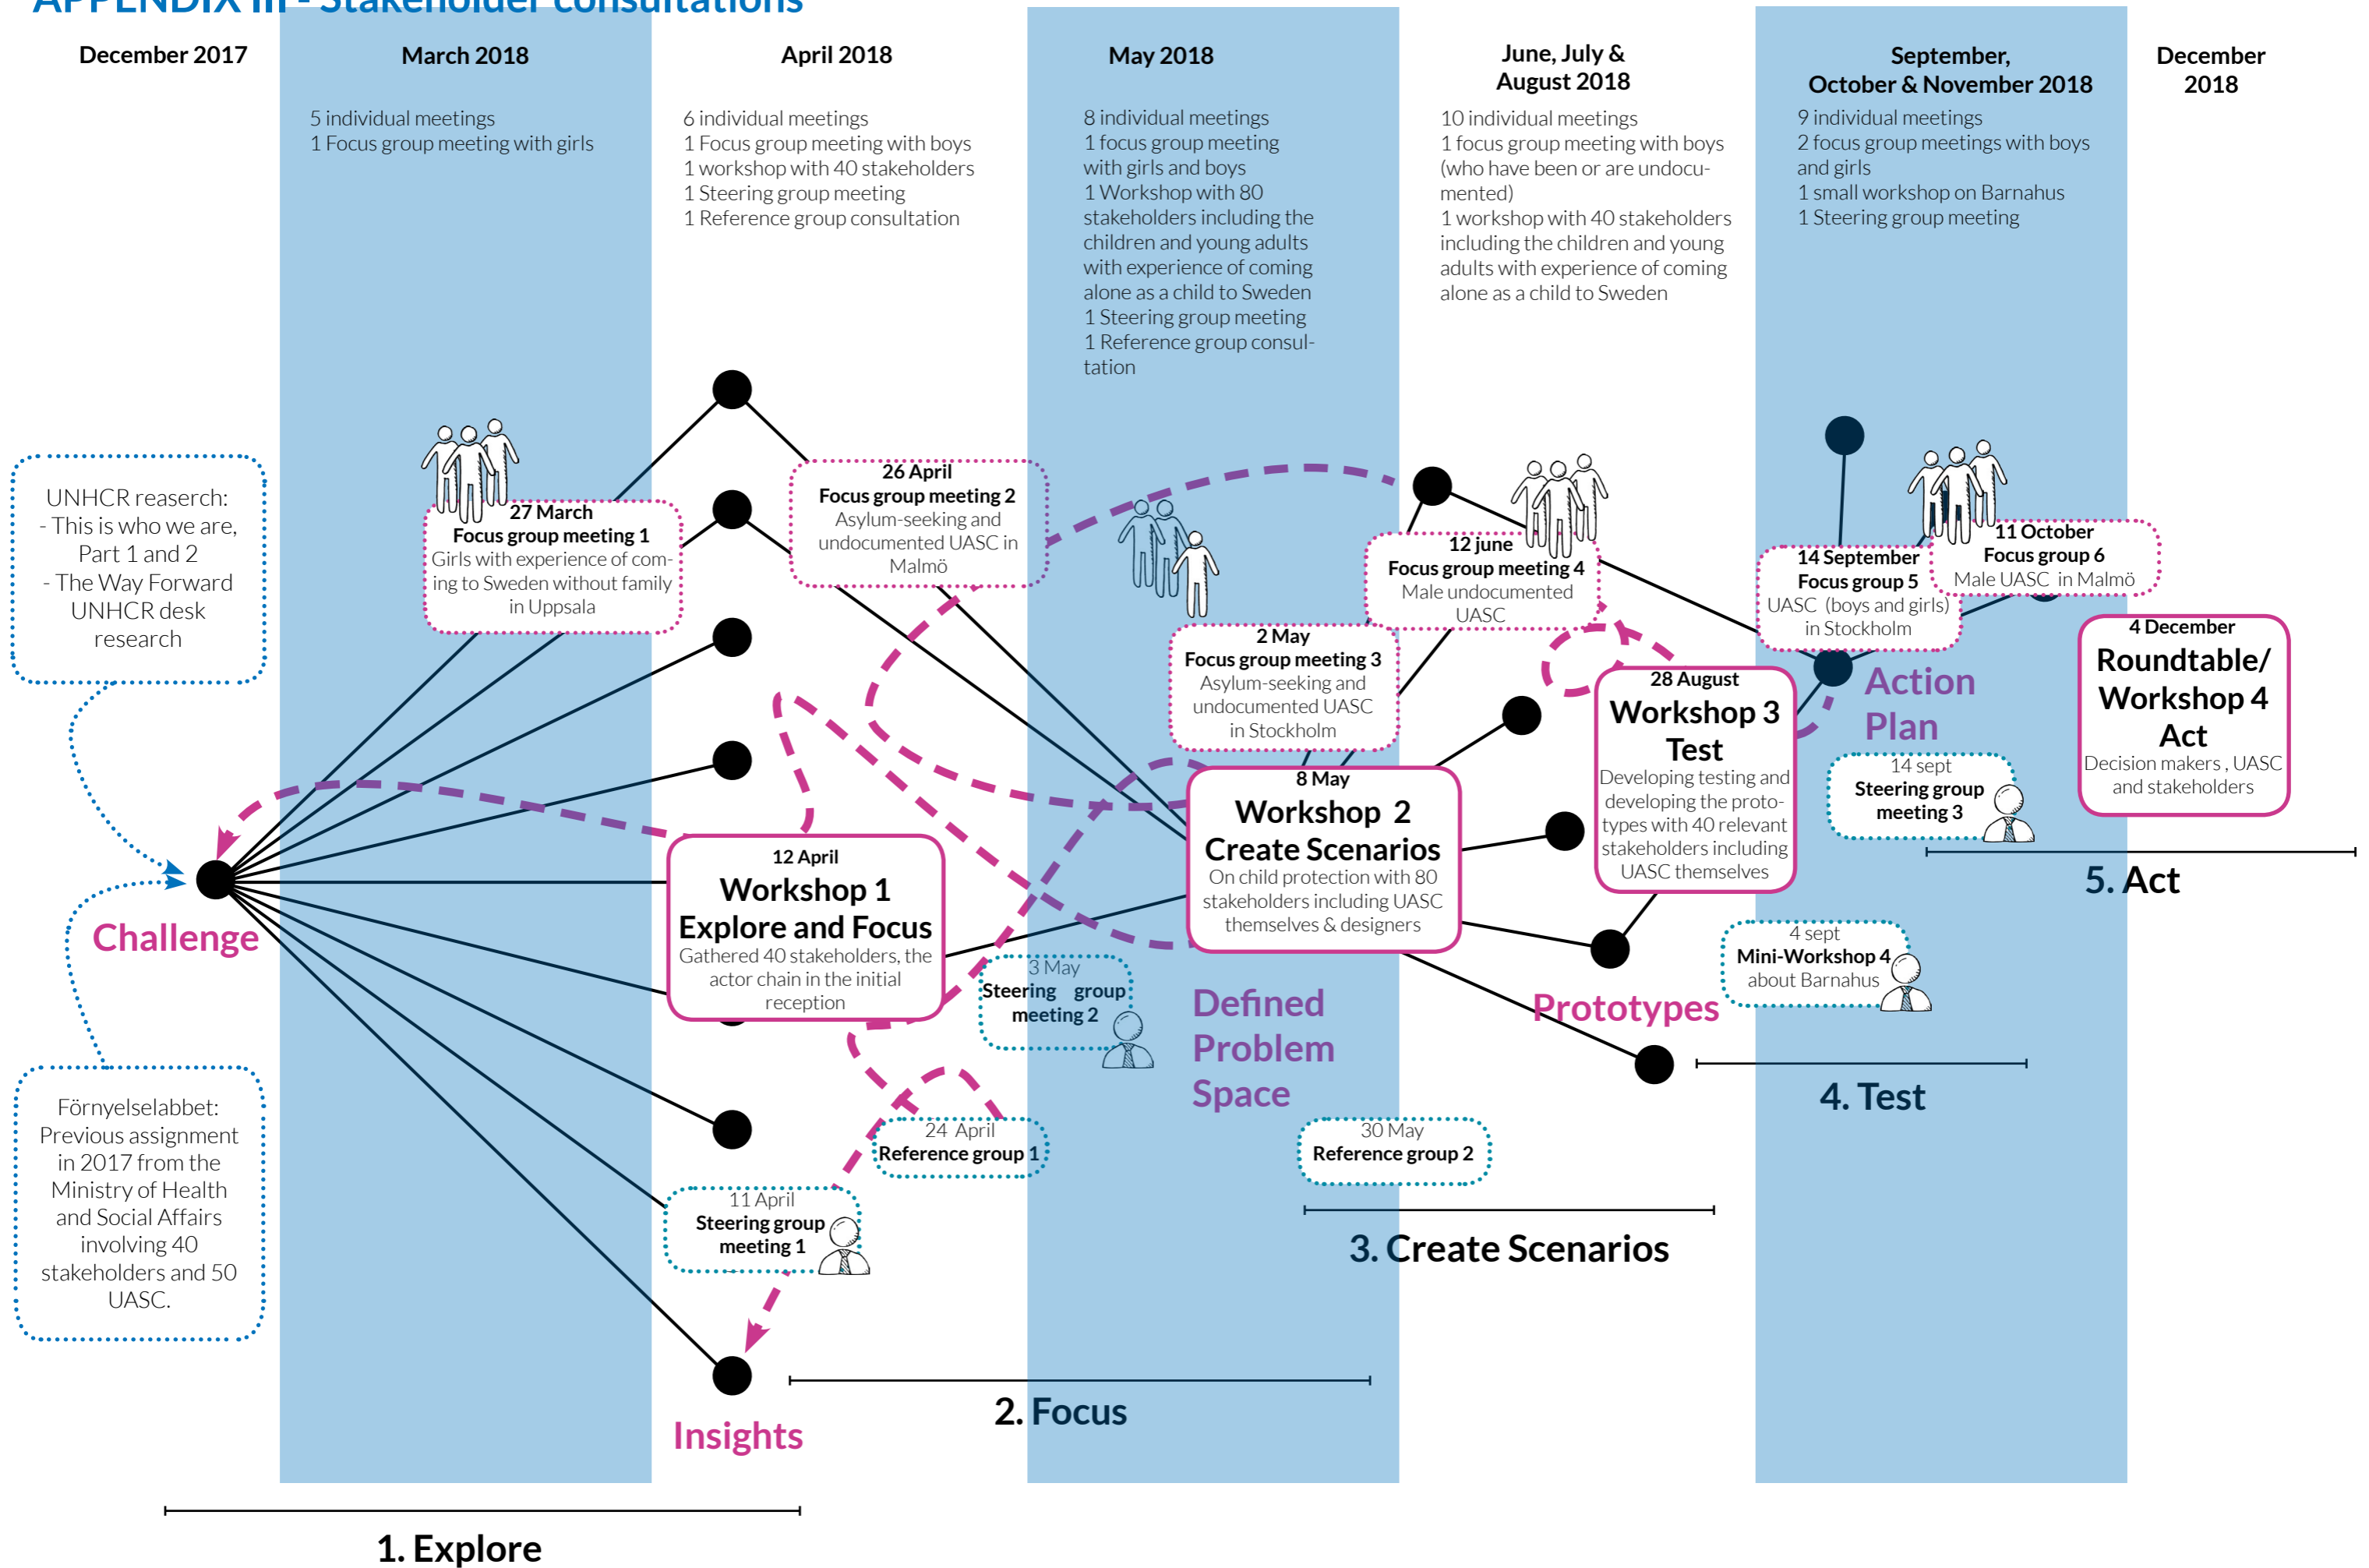 APPENDIX III - Stakeholder consultations
December 2017
March 2018
5 individual meetings
1 Focus group meeting with girls
April 2018
6 individual meetings
1 Focus group meeting with boys
1 workshop with 40 stakeholders
1 Steering group meeting
1 Reference group consultation
May 2018
8 individual meetings
1 focus group meeting
with girls and boys
1 Workshop with 80
stakeholders including the
children and young adults
with experience of coming
alone as a child to Sweden
1 Steering group meeting
1 Reference group consul-
tation
June, July &
August 2018
10 individual meetings
1 focus group meeting with boys
(who have been or are undocu-
mented)
1 workshop with 40 stakeholders
including the children and young
adults with experience of coming
alone as a child to Sweden
September,
October & November 2018
9 individual meetings
2 focus group meetings with boys
and girls
1 small workshop on Barnahus
1 Steering group meeting
December
2018
UNHCR reaserch:
- This is who we are,
Part 1 and 2
- The Way Forward
UNHCR desk
research
27 March
Focus group meeting 1
Girls with experience of com-
ing to Sweden without family
in Uppsala
26 April
Focus group meeting 2
Asylum-seeking and
undocumented UASC in
Malmö
2 May
Focus group meeting 3
Asylum-seeking and
undocumented UASC
in Stockholm
12 june
Focus group meeting 4
Male undocumented
UASC
14 September
Focus group 5
UASC (boys and girls)
in Stockholm
11 October
Focus group 6
Male UASC in Malmö
4 December
Roundtable/
Workshop 4
Act
Decision makers , UASC
and stakeholders
28 August
Workshop 3
Test
Developing testing and
developing the proto-
types with 40 relevant
stakeholders including
UASC themselves
Action
Plan
14 sept
Steering group
meeting 3
8 May
Workshop 2
Create Scenarios
On child protection with 80
stakeholders including UASC
themselves & designers
12 April
Workshop 1
Explore and Focus
Gathered 40 stakeholders, the
actor chain in the initial
reception
Challenge
5. Act
4 sept
Mini-Workshop 4
about Barnahus
3 May
Steering group
meeting 2
Defined
Problem
Space
Prototypes
4. Test
Förnyelselabbet:
Previous assignment
in 2017 from the
Ministry of Health
and Social Affairs
involving 40
stakeholders and 50
UASC.
24 April
Reference group 1
30 May
Reference group 2
11 April
Steering group
meeting 1
3. Create Scenarios
2. Focus
Insights
1. Explore